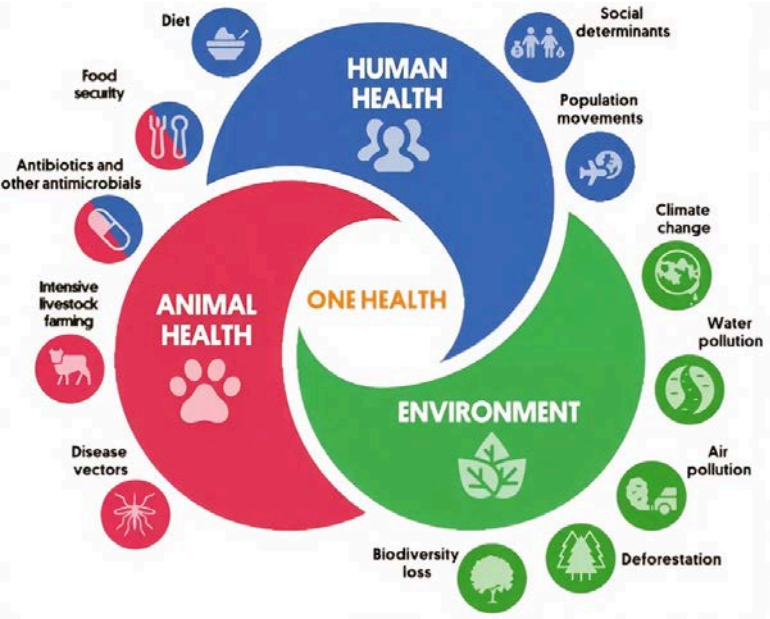 Diet
Social
determinants
HUMAN
HEALTH
Food
security
Population
movements
Antibiotics and
other antimicrobials
Climate
change
Intensive
livestock
farming
ANIMAL
HEALTH
ONE HEALTH
Water
pollution
ENVIRONMENT
Disease
vectors
Air
pollution
Biodiversity
loss
Deforestation